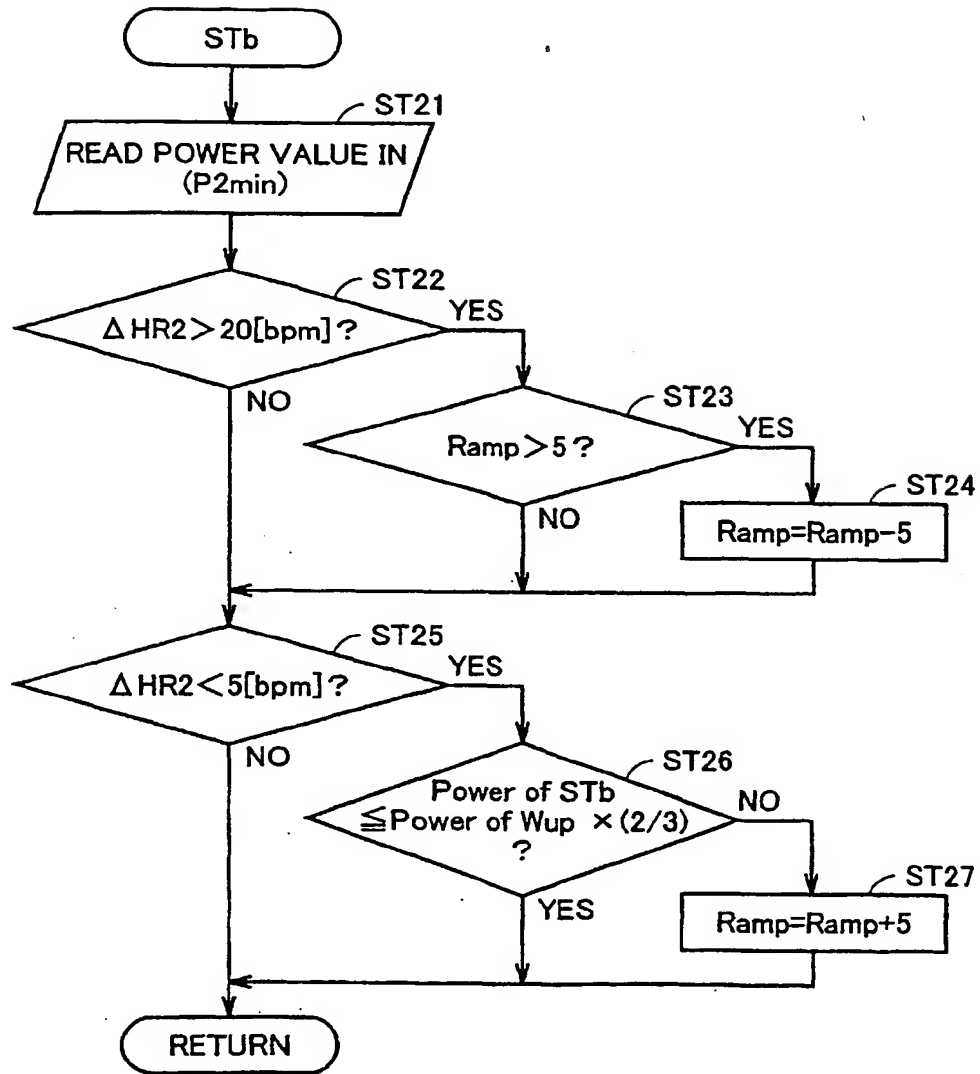 STb
ST21
READ POWER VALUE IN
(P2min)
ST22
Δ HR2>20[bpm]?
YES
NO
ST23
Ramp>5?
YES
NO
ST24
Ramp=Ramp-5
ST25
Δ HR2<5[bpm]?
YES
NO
ST26
Power of STb
≦Power of Wup ×(2/3)
?
NO
YES
ST27
Ramp=Ramp+5
RETURN